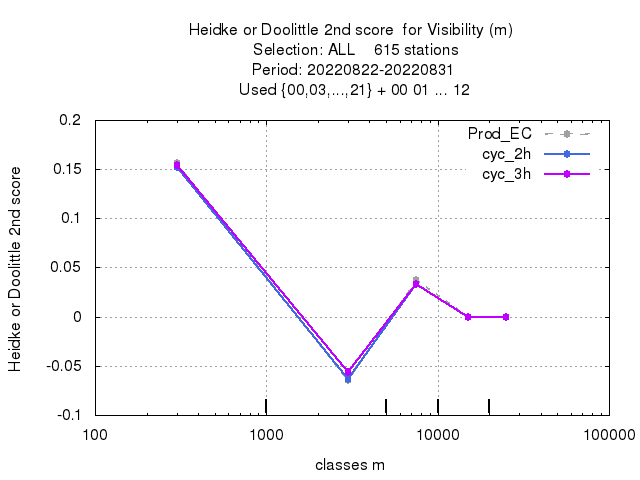 Heidke or Doolittle 2nd score  for Visibility (m)
Selection: ALL    615 stations
Period: 20220822-20220831
Used {00,03,...,21} + 00 01 ... 12
Prod_EC
cyc_2h
cyc_3h
0.2
0.15
0.1
0.05
0
-0.05
-0.1
Heidke or Doolittle 2nd score
100
1000
10000
100000
classes m